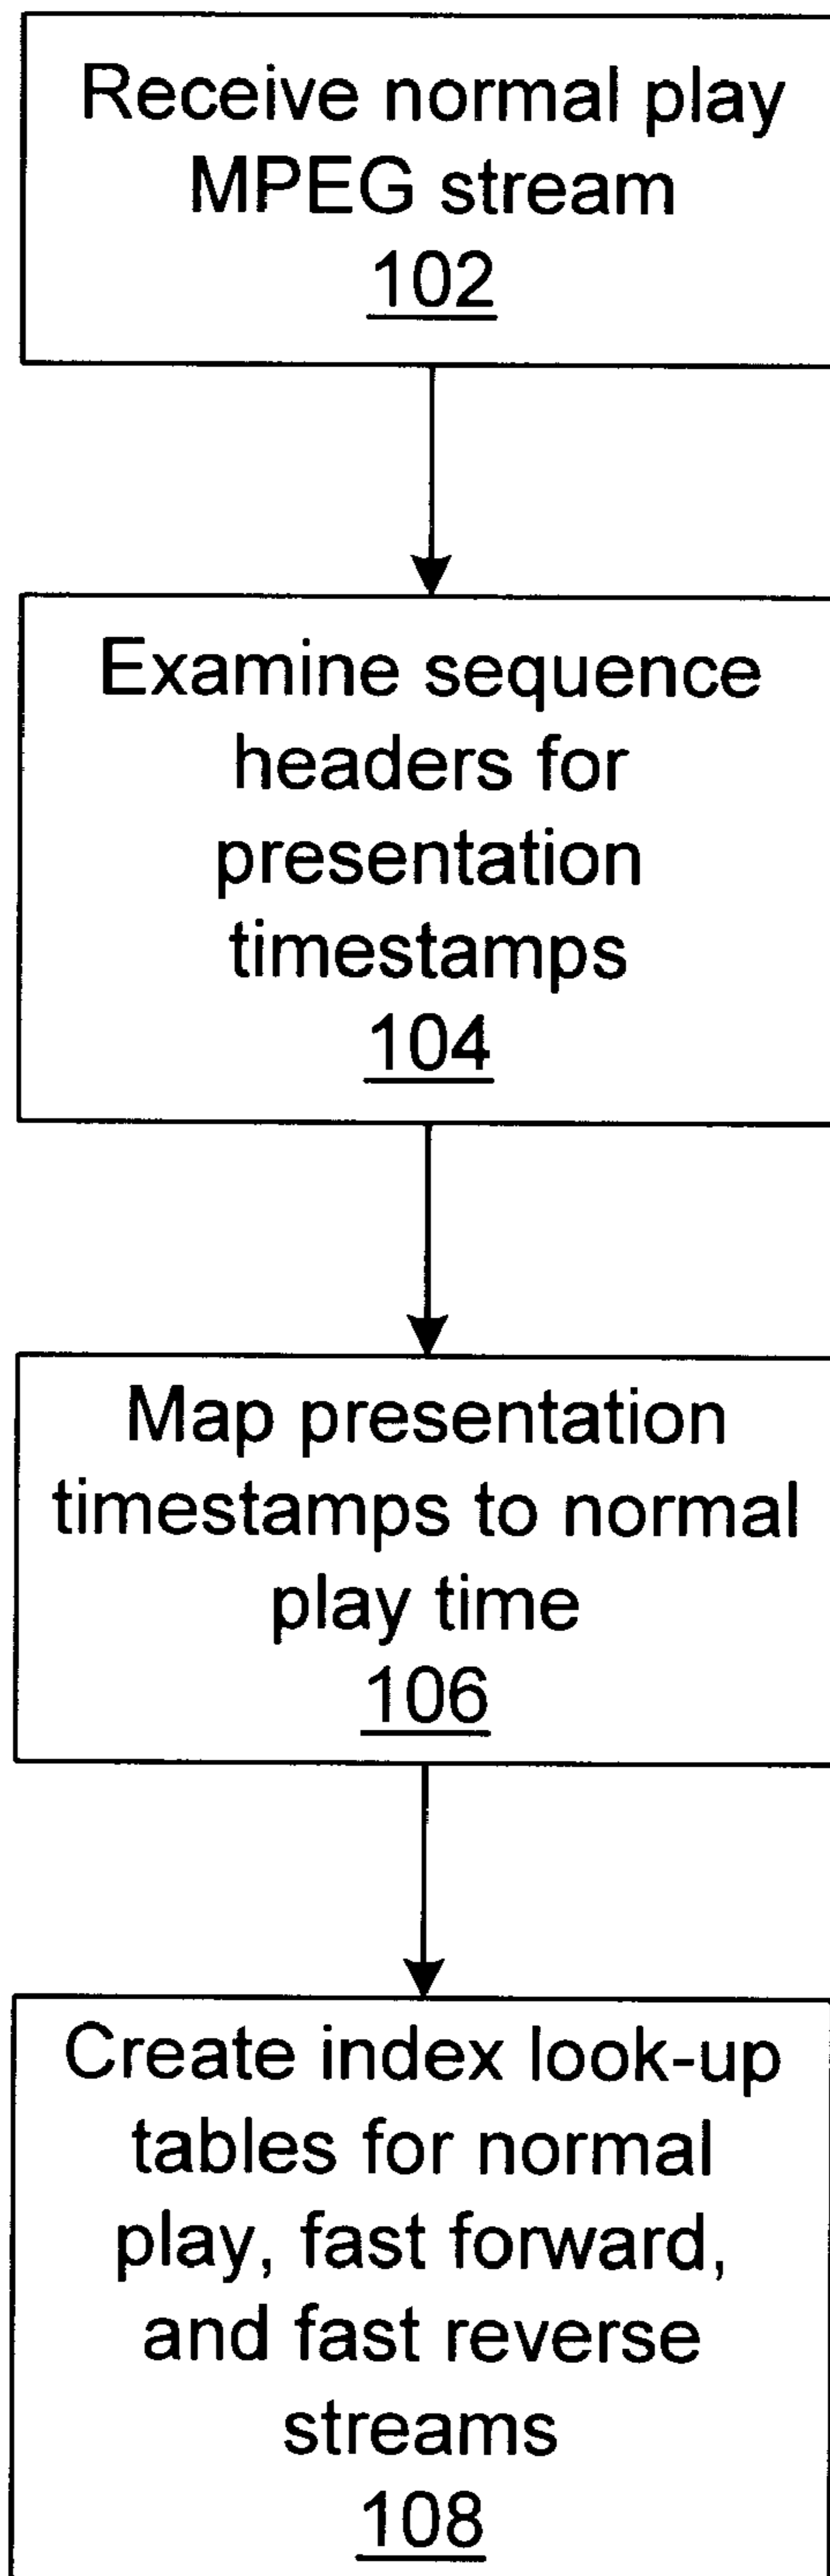 Receive normal play
MPEG stream
102
Examine sequence
headers for
presentation
timestamps
104
Map presentation
timestamps to normal
play time
106
Create index look-up
tables for normal
play, fast forward,
and fast reverse
streams
108